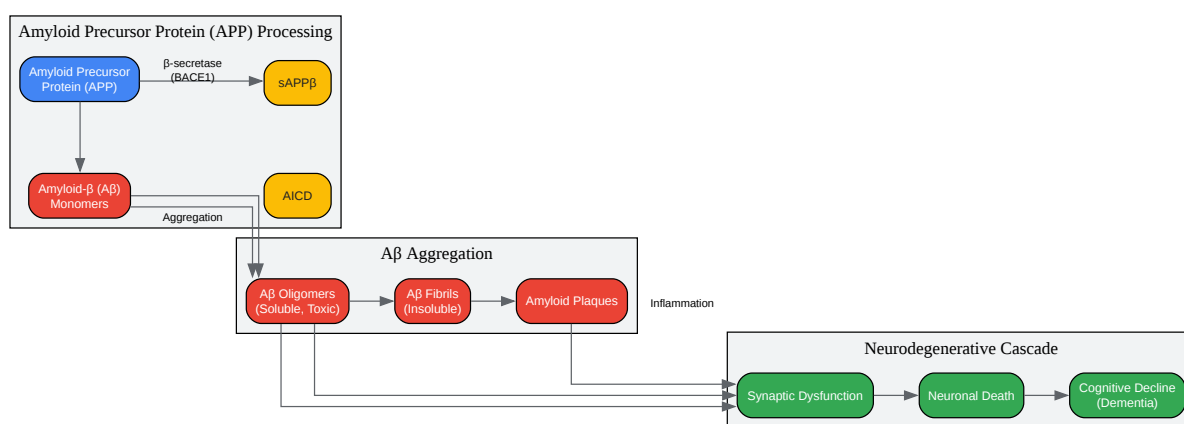 Amyloid Precursor Protein (APP) Processing
Amyloid Precursor
Protein (APP)
β-secretase
(BACE1)
sAPPβ
Amyloid-β (Aβ)
Monomers
AICD
Aggregation
Aβ Aggregation
Aβ Oligomers
(Soluble, Toxic)
Aβ Fibrils
(Insoluble)
Amyloid Plaques
Inflammation
Neurodegenerative Cascade
Synaptic Dysfunction
Neuronal Death
Cognitive Decline
(Dementia)